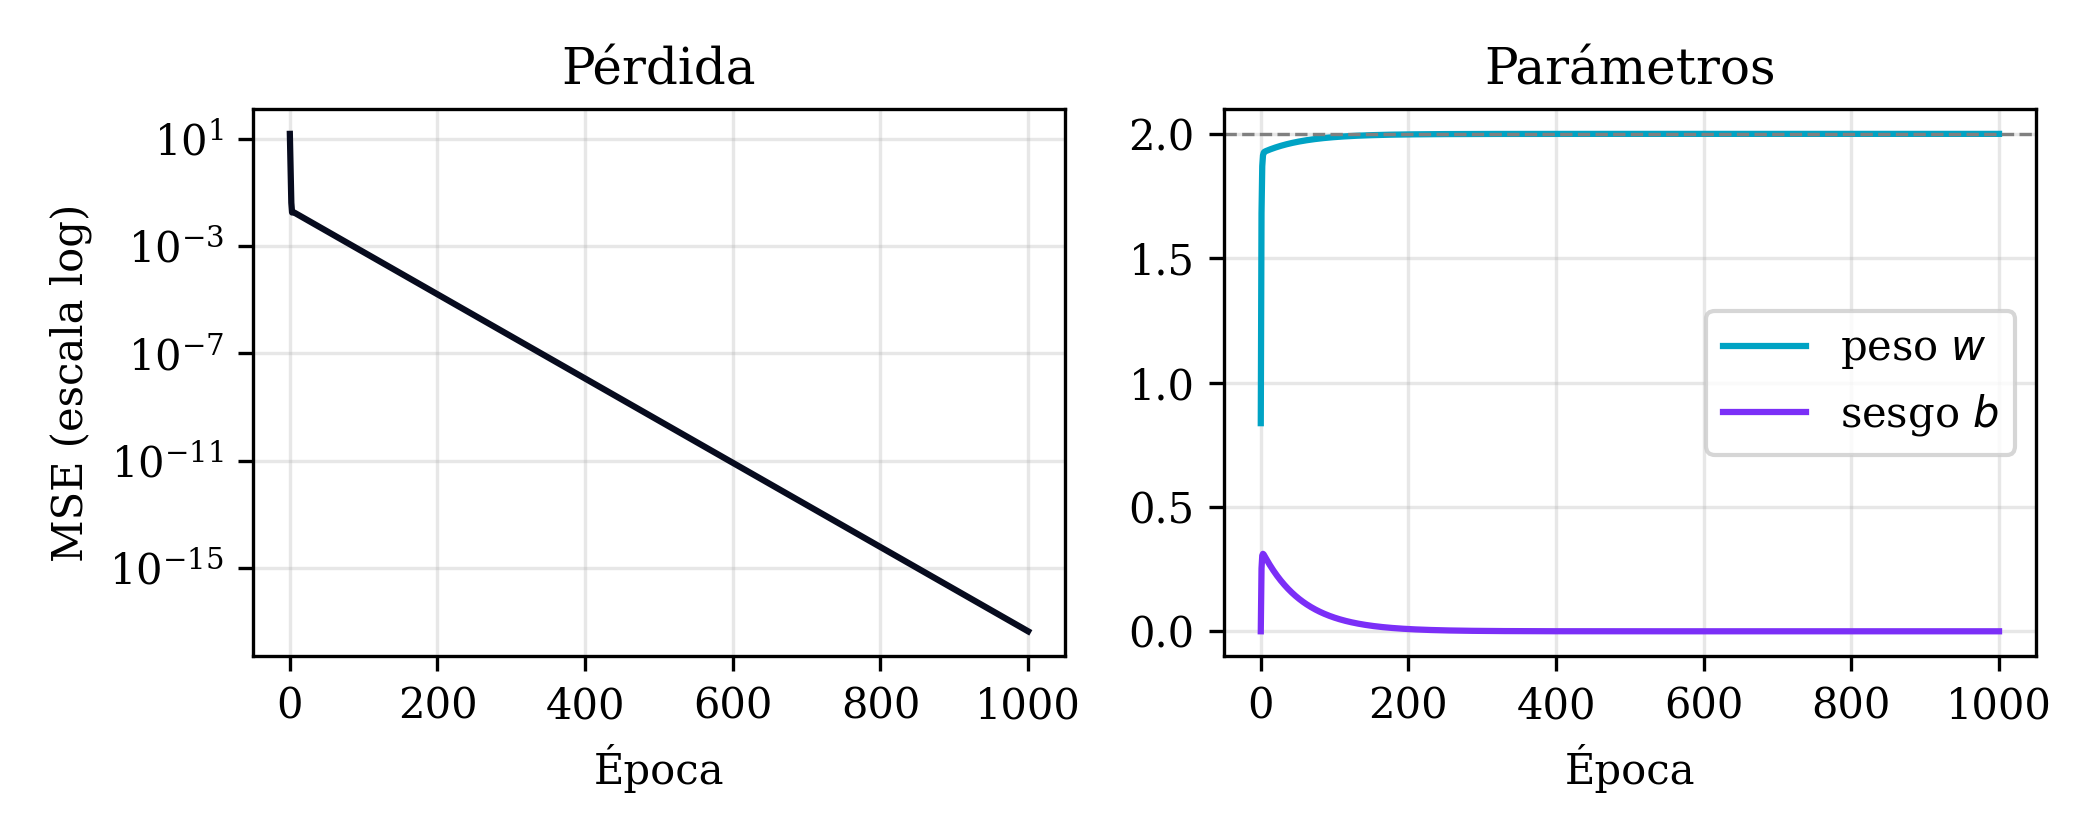 Pérdida
MSE (escala log)
10¹
10⁻³
10⁻⁷
10⁻¹¹
10⁻¹⁵
0 200 400 600 800 1000
Época
Parámetros
2.0
1.5
1.0
0.5
0.0
peso w
sesgo b
0 200 400 600 800 1000
Época